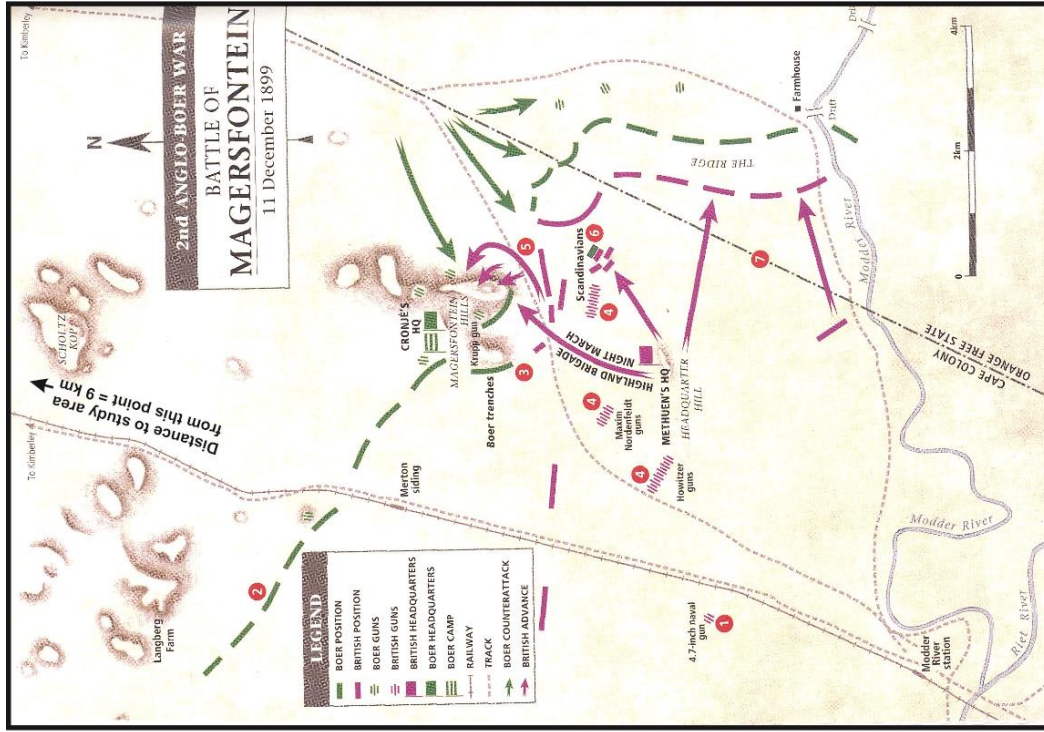 To Kimberley
2nd ANGLO-BOER WAR
BATTLE OF
MAGERSFONTEIN
11 December 1899
N
SCHOLTZ
KOP
Distance to study area
from this point = 9 km
To Kimberley
Langberg
Farm
2
Merton
siding
CRONJÉ'S
HQ
MAGERSFONTEIN
HILLS
Krupp gun
Boer trenches
3
5
Scandinavians
6
4
HIGHLAND BRIGADE
NIGHT MARCH
4
Maxim
Nordenfeldt
guns
METHUEN'S HQ
HEADQUARTER
HILL
4
Howitzer
guns
THE RIDGE
Farmhouse
Drift
Modder River
7
CAPE COLONY
ORANGE FREE STATE
0
2km
4km
LEGEND
BOER POSITION
BRITISH POSITION
BOER GUNS
BRITISH GUNS
BRITISH HEADQUARTERS
BOER HEADQUARTERS
BOER CAMP
RAILWAY
TRACK
BOER COUNTERATTACK
BRITISH ADVANCE
4.7-inch naval
gun
1
Modder River
Modder
River
station
Riet River